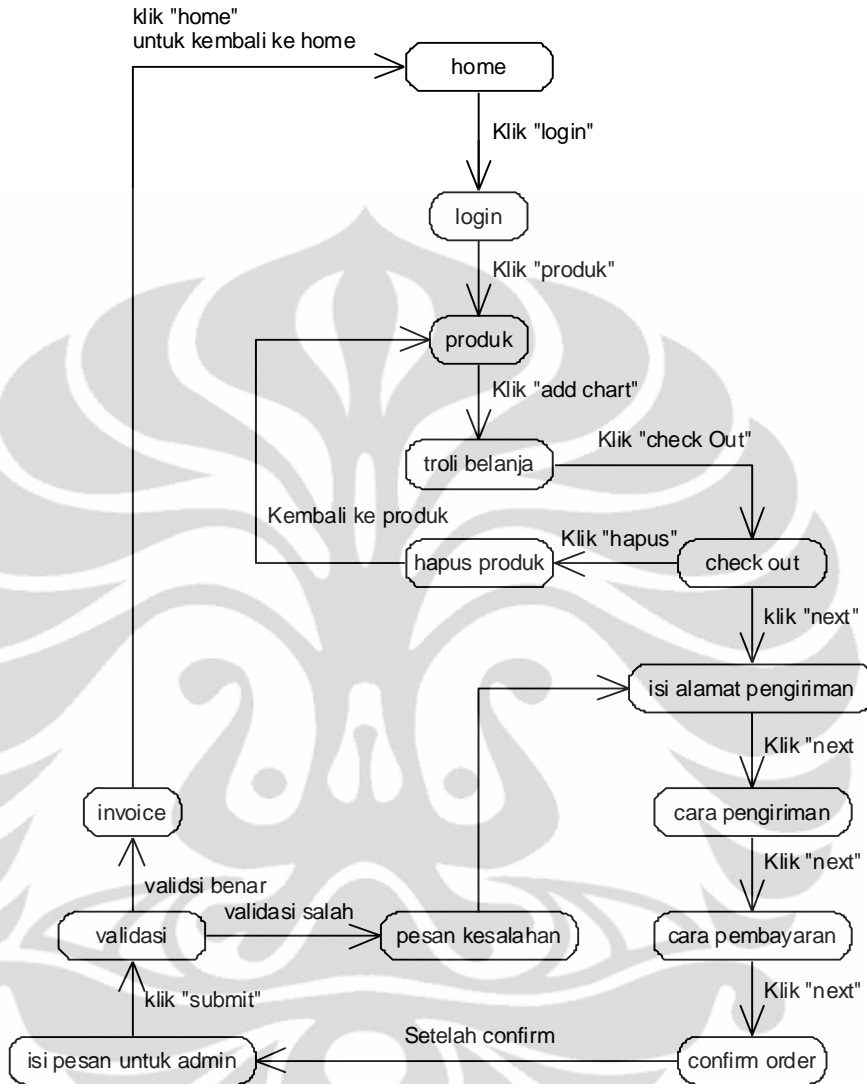 klik "home"
untuk kembali ke home
home
Klik "login"
login
Klik "produk"
produk
Klik "add chart"
troli belanja
Klik "check Out"
Kembali ke produk
hapus produk
Klik "hapus"
check out
klik "next"
isi alamat pengiriman
Klik "next
invoice
cara pengiriman
Klik "next"
validsi benar
validasi salah
validasi
pesan kesalahan
cara pembayaran
klik "submit"
Klik "next"
Setelah confirm
isi pesan untuk admin
confirm order